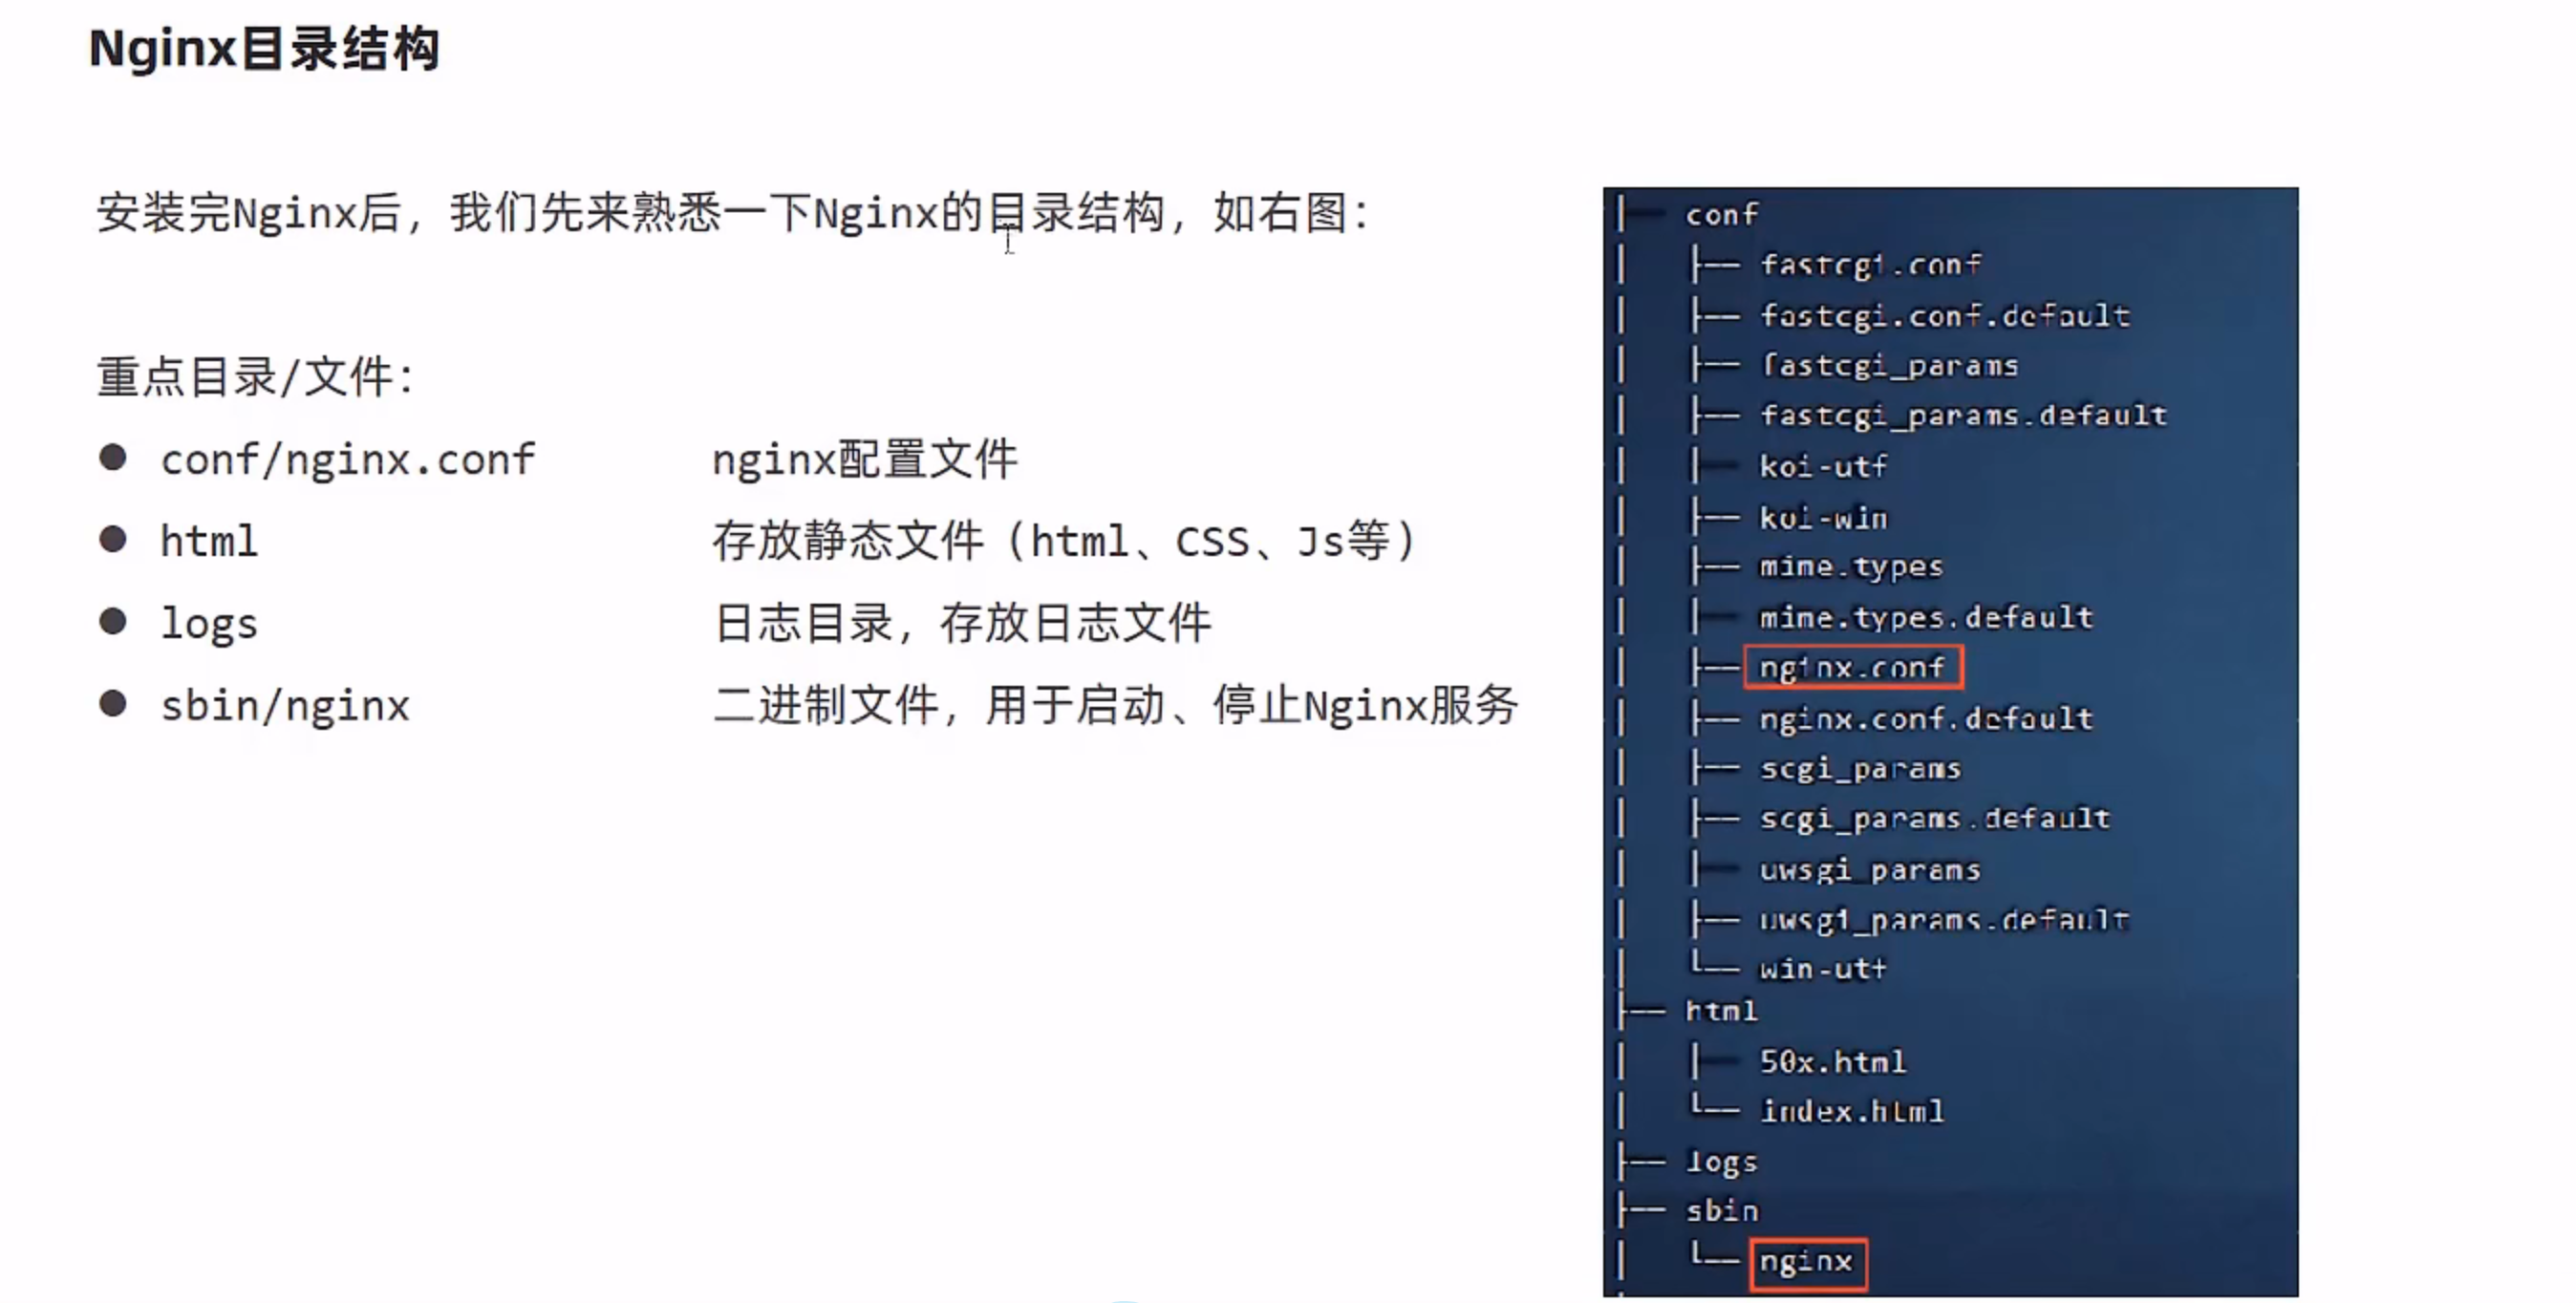 Nginx目录结构
安装完Nginx后，我们先来熟悉一下Nginx的目录结构，如右图：
重点目录/文件：
● conf/nginx.conf nginx配置文件
● html 存放静态文件（html、CSS、Js等）
● logs 日志目录，存放日志文件
● sbin/nginx 二进制文件，用于启动、停止Nginx服务
├── conf
│   ├── fastcgi.conf
│   ├── fastcgi.conf.default
│   ├── fastcgi_params
│   ├── fastcgi_params.default
│   ├── koi-utf
│   ├── koi-win
│   ├── mime.types
│   ├── mime.types.default
│   ├── nginx.conf
│   ├── nginx.conf.default
│   ├── scgi_params
│   ├── scgi_params.default
│   ├── uwsgi_params
│   ├── uwsgi_params.default
│   └── win-utf
├── html
│   ├── 50x.html
│   └── index.html
├── logs
├── sbin
│   └── nginx